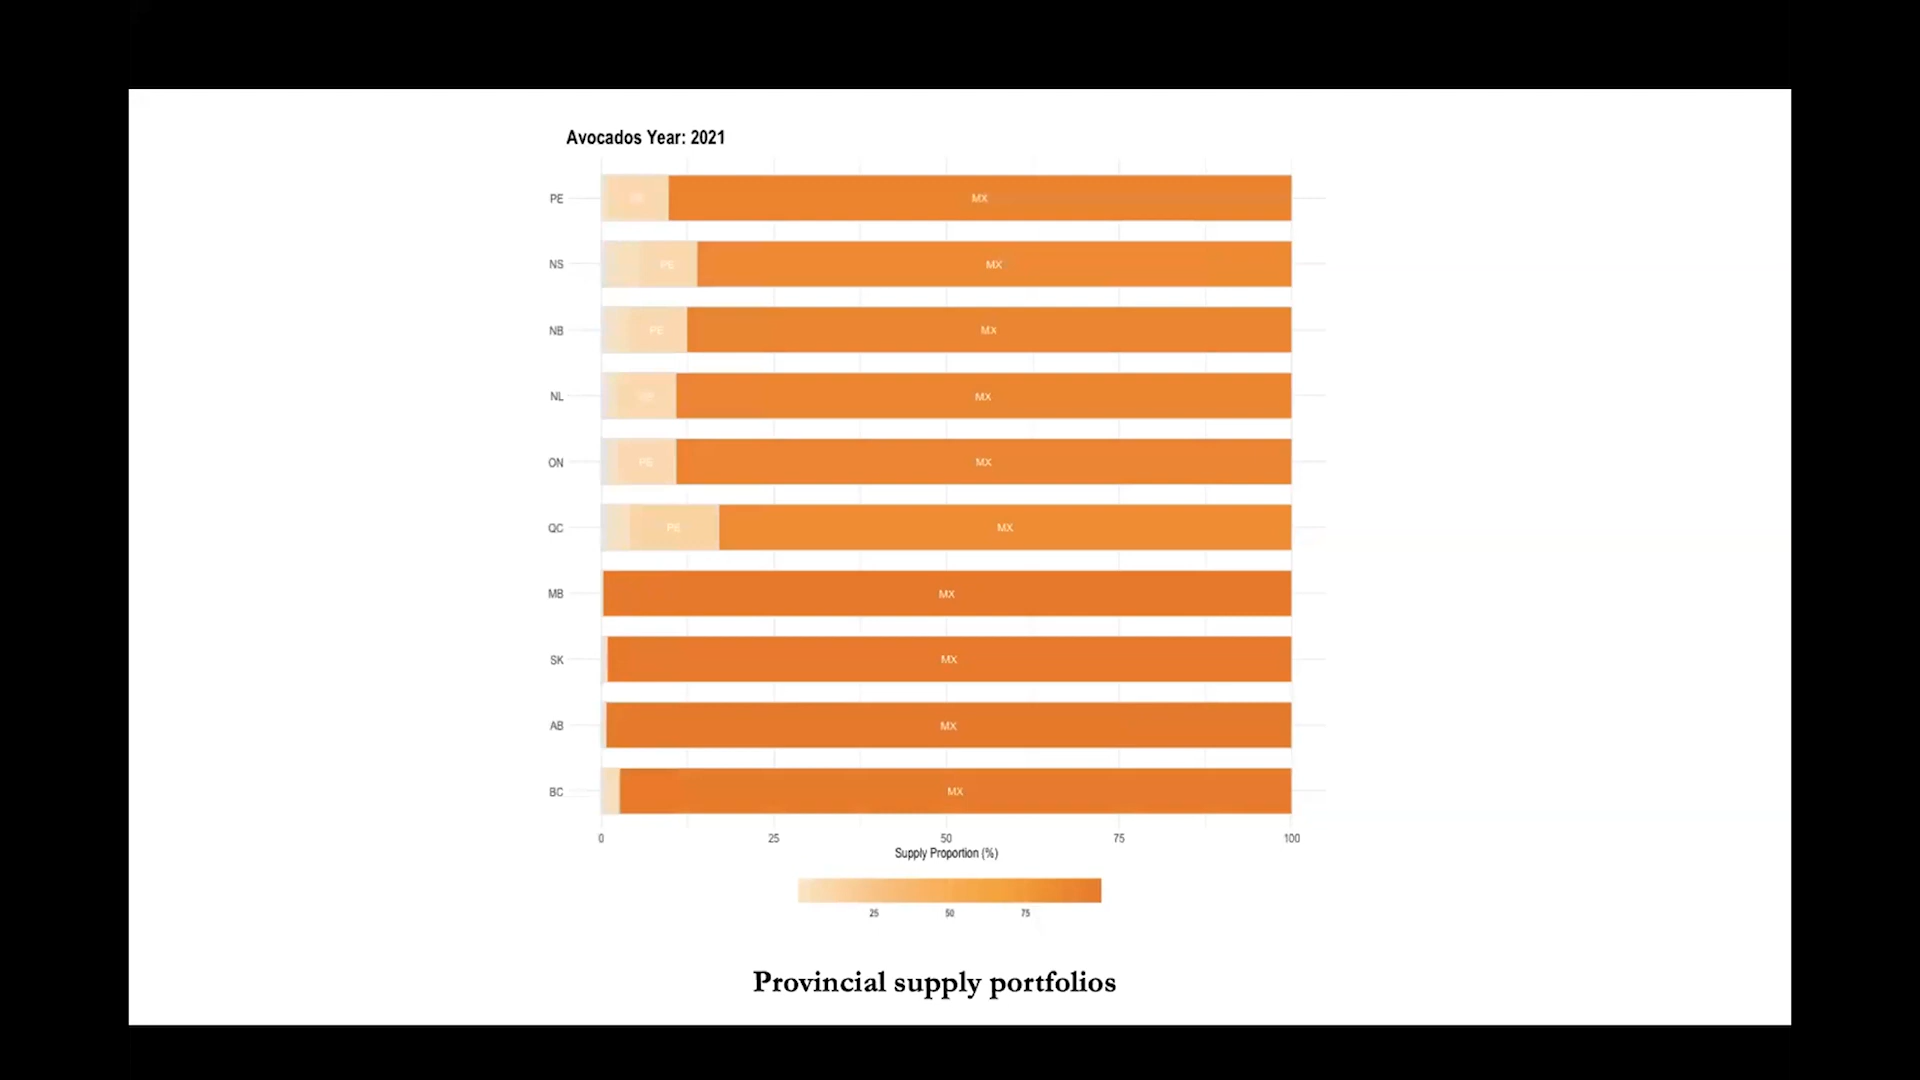 Avocados Year: 2021
PE MX
NS PE MX
NB PE MX
NL MX
ON PE MX
QC PE MX
MB MX
SK MX
AB MX
BC MX
0 25 50 75 100
Supply Proportion (%)
25 50 75
Provincial supply portfolios